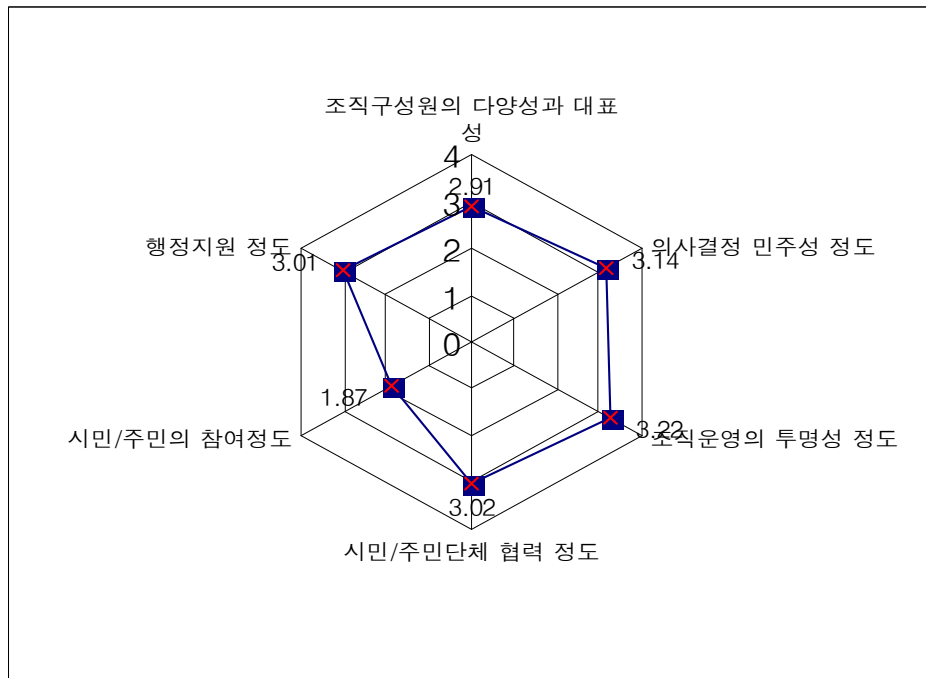 조직구성원의 다양성과 대표
성
4
2.91
3
행정지원 정도
의사결정 민주성 정도
3.01
3.14
2
1
0
1.87
시민/주민의 참여정도
3.22
조직운영의 투명성 정도
3.02
시민/주민단체 협력 정도